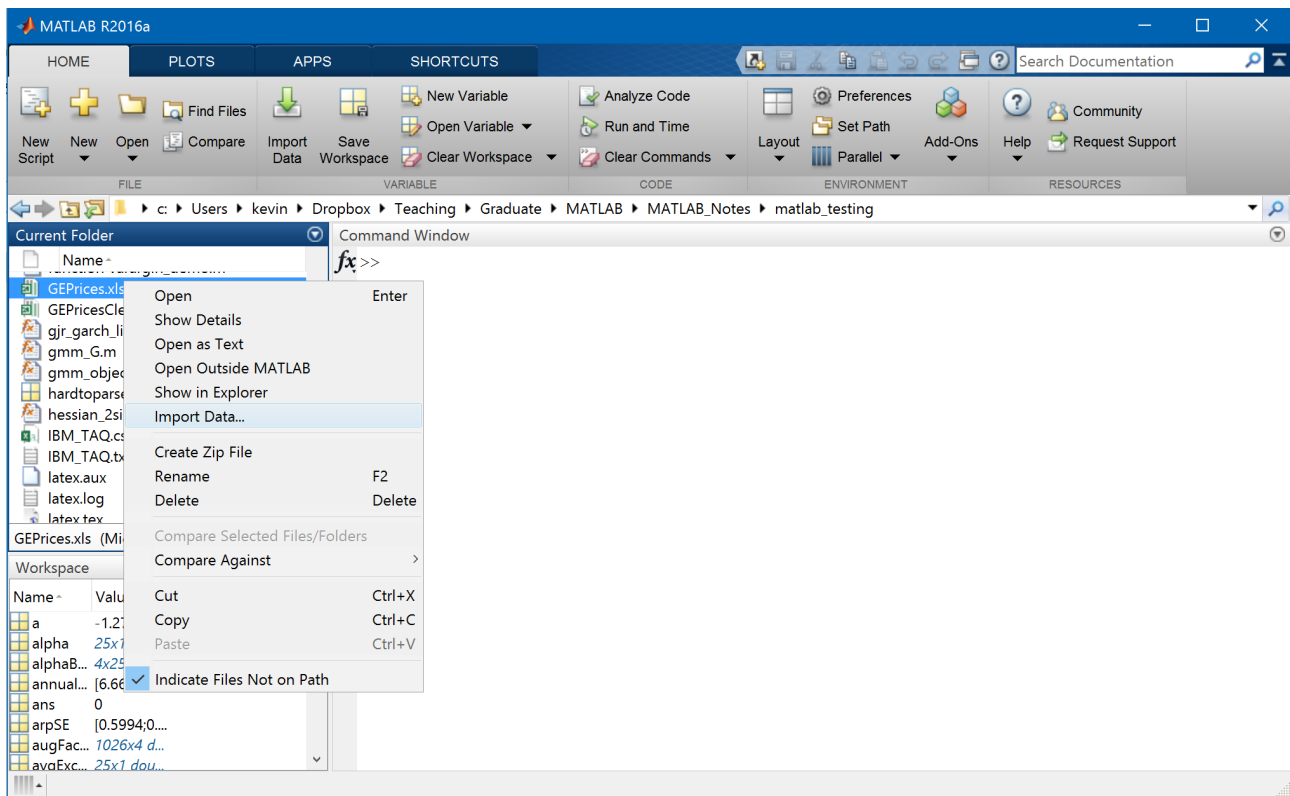 MATLAB R2016a
HOME PLOTS APPS SHORTCUTS Search Documentation
New Script New Open Find Files Compare Import Data Save Workspace New Variable Open Variable Clear Workspace Analyze Code Run and Time Clear Commands Layout Preferences Set Path Parallel Add-Ons Help Community Request Support
FILE VARIABLE CODE ENVIRONMENT RESOURCES
c: Users kevin Dropbox Teaching Graduate MATLAB MATLAB_Notes matlab_testing
Current Folder
Name
GEPrices.xls
GEPricesCle
gjr_garch_li
gmm_G.m
gmm_objec
hardtoparse
hessian_2si
IBM_TAQ.cs
IBM_TAQ.tx
latex.aux
latex.log
latex.tex
GEPrices.xls (Mi
Workspace
Name Valu
a -1.27
alpha 25x1
alphaB... 4x25
annual... [6.66
ans 0
arpSE [0.5994;0....
augFac... 1026x4 d...
avgExc... 25x1 dou...
Command Window
fx >>
Open Enter
Show Details
Open as Text
Open Outside MATLAB
Show in Explorer
Import Data...
Create Zip File
Rename F2
Delete Delete
Compare Selected Files/Folders
Compare Against
Cut Ctrl+X
Copy Ctrl+C
Paste Ctrl+V
Indicate Files Not on Path